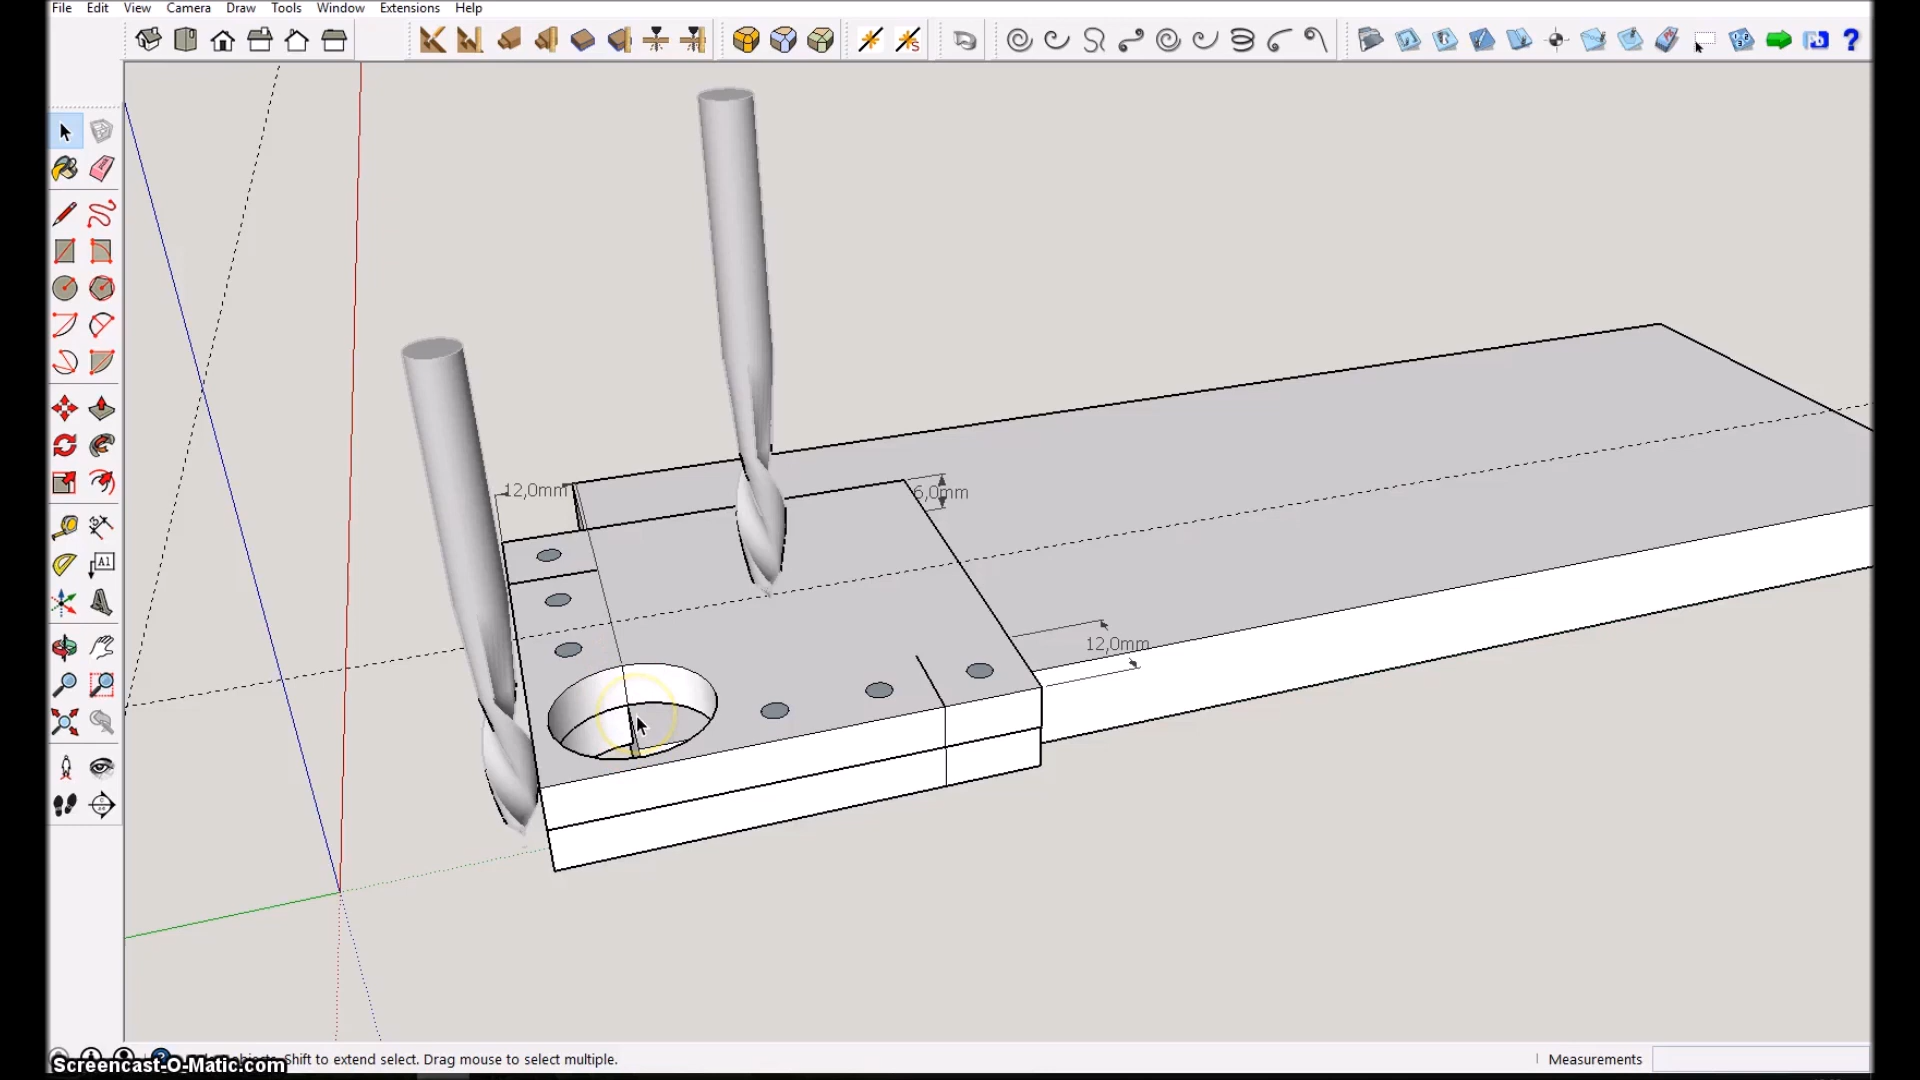 File Edit View Camera Draw Tools Window Extensions Help
12,0mm
6,0mm
12,0mm
Shift to extend select. Drag mouse to select multiple.
Measurements
Screencast-O-Matic.com